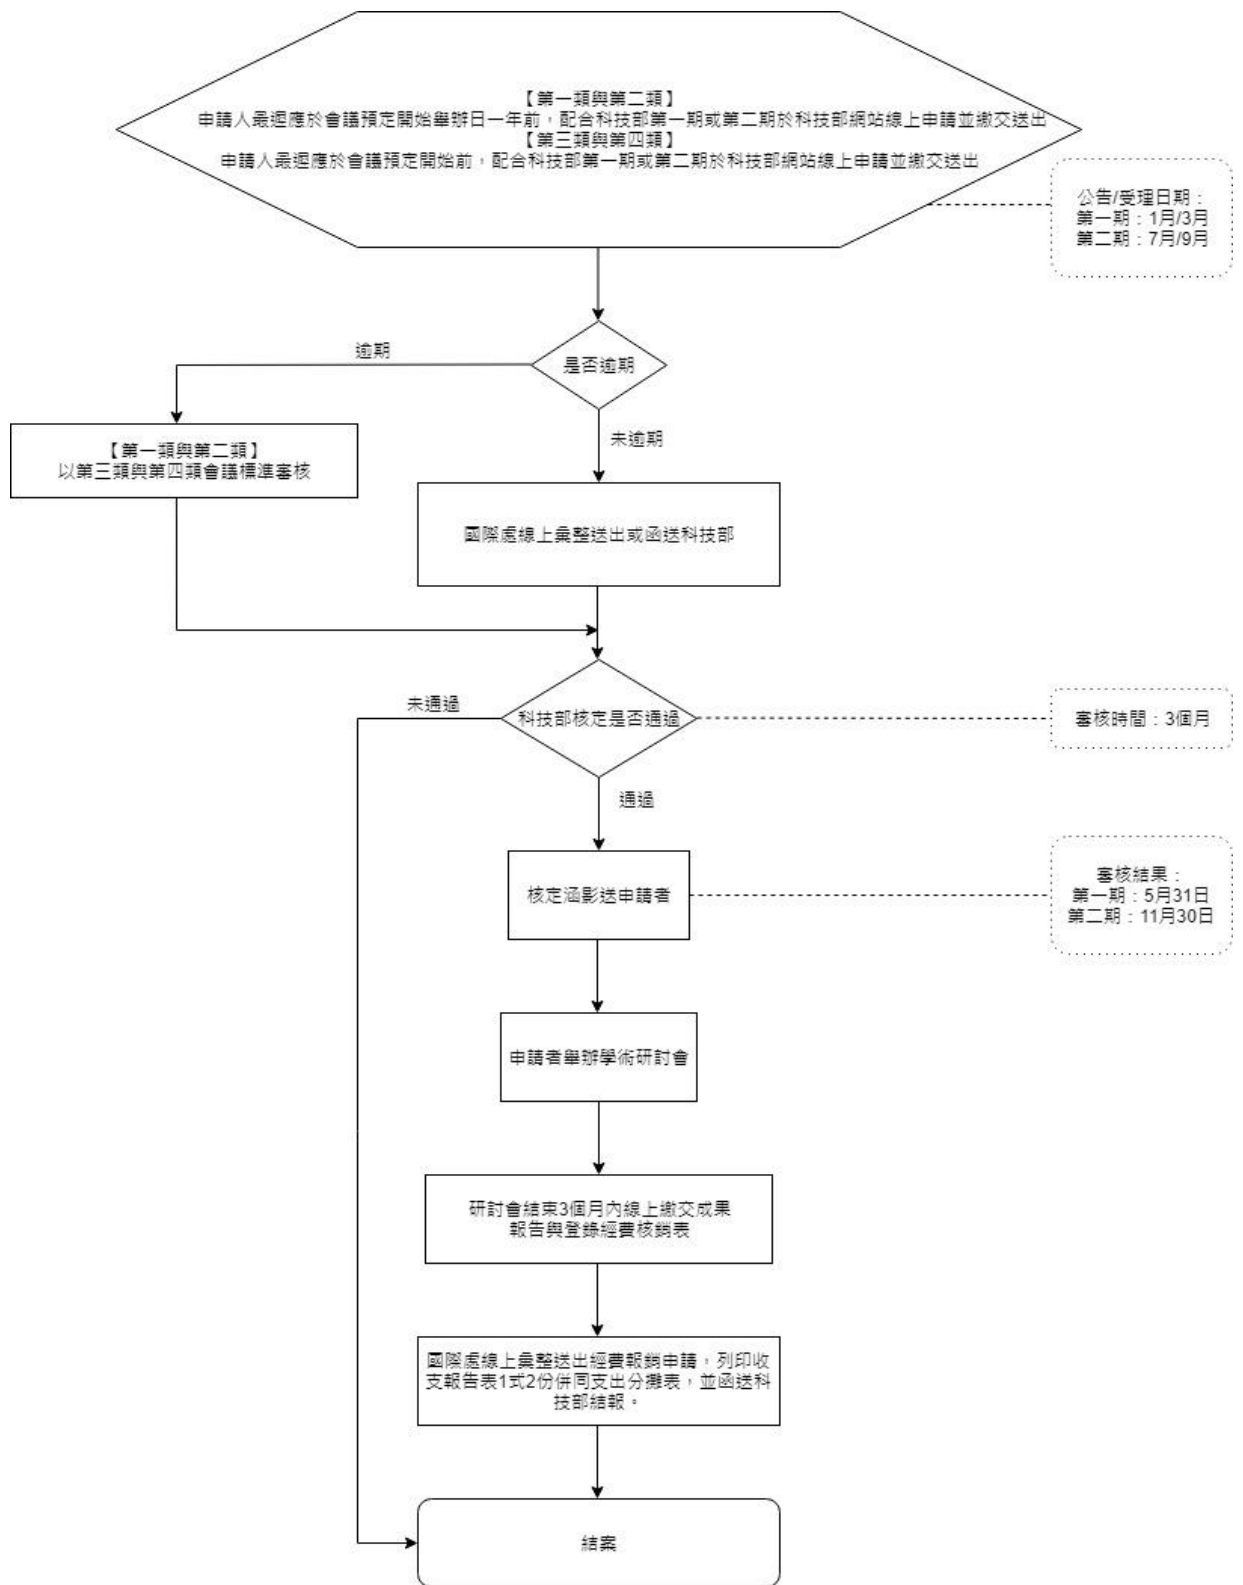 【第一類與第二類】
申請人最遲應於會議預定開始舉辦日一年前，配合科技部第一期或第二期於科技部網站線上申請並繳交送出
【第三類與第四類】
申請人最遲應於會議預定開始前，配合科技部第一期或第二期於科技部網站線上申請並繳交送出
公告/受理日期：
第一期：1月/3月
第二期：7月/9月
是否逾期
逾期
未逾期
【第一類與第二類】
以第三類與第四類會議標準審核
國際處線上彙整送出或函送科技部
科技部核定是否通過
未通過
審核時間：3個月
通過
核定涵影送申請者
審核結果：
第一期：5月31日
第二期：11月30日
申請者舉辦學術研討會
研討會結束3個月內線上繳交成果
報告與登錄經費核銷表
國際處線上彙整送出經費報銷申請，列印收
支報告表1式2份併同支出分攤表，並函送科
技部結報。
結案